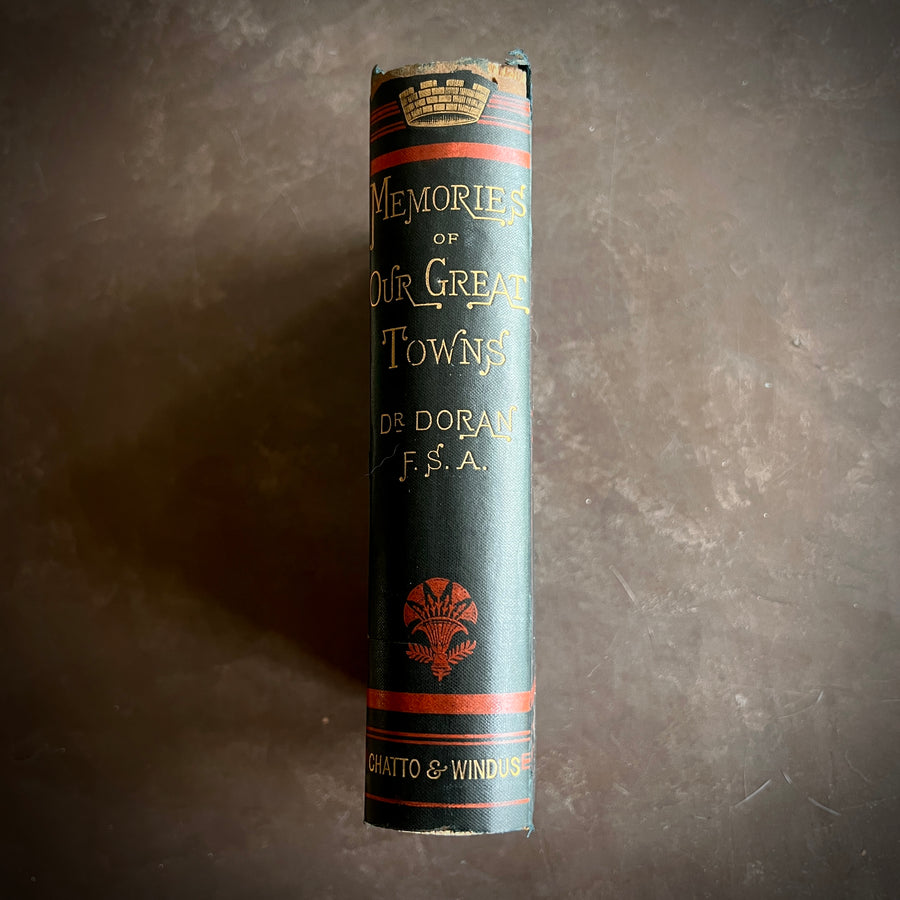 MEMORIES
OF
OUR GREAT
TOWNS
DR DORAN
F.S.A.
CHATTO & WINDUS